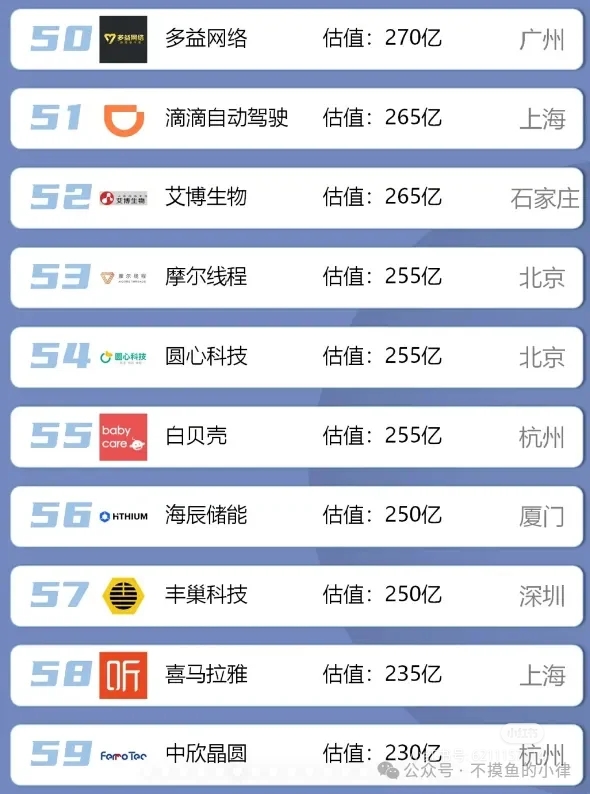 50 多益网络 多益网络 估值：270亿 广州
51 滴滴自动驾驶 估值：265亿 上海
52 艾博生物 艾博生物 估值：265亿 石家庄
53 摩尔线程 摩尔线程 估值：255亿 北京
54 圆心科技 圆心科技 估值：255亿 北京
55 baby care 白贝壳 估值：255亿 杭州
56 HiTHIUM 海辰储能 估值：250亿 厦门
57 丰巢科技 估值：250亿 深圳
58 听 喜马拉雅 估值：235亿 上海
小红书
59 FerroTec 中欣晶圆 估值：230亿 杭州
公众号 · 不摸鱼的小律